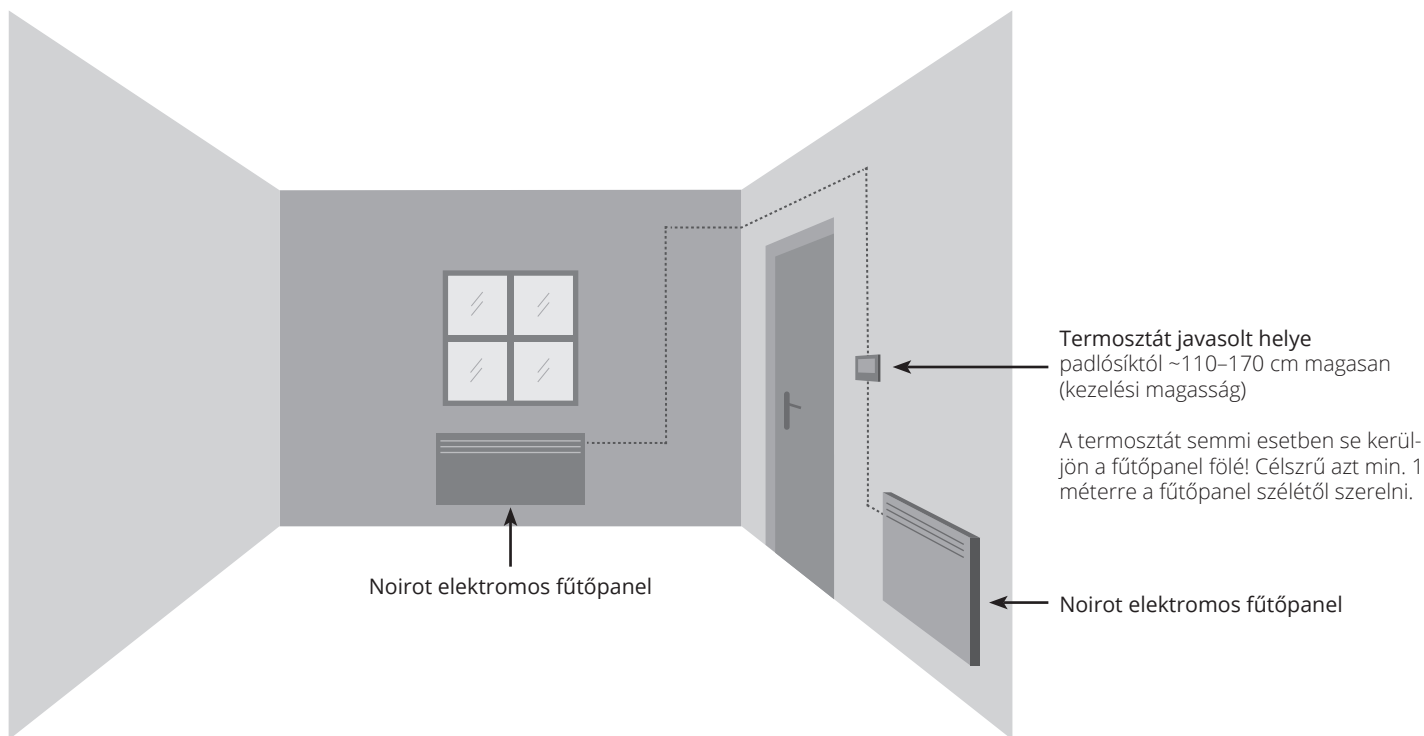 Termosztát javasolt helye
padlósíktól ~110–170 cm magasan
(kezelési magasság)
A termosztát semmi esetben se kerül-
jön a fűtőpanel fölé! Célszrű azt min. 1
méterre a fűtőpanel szélétől szerelni.
Noirot elektromos fűtőpanel
Noirot elektromos fűtőpanel